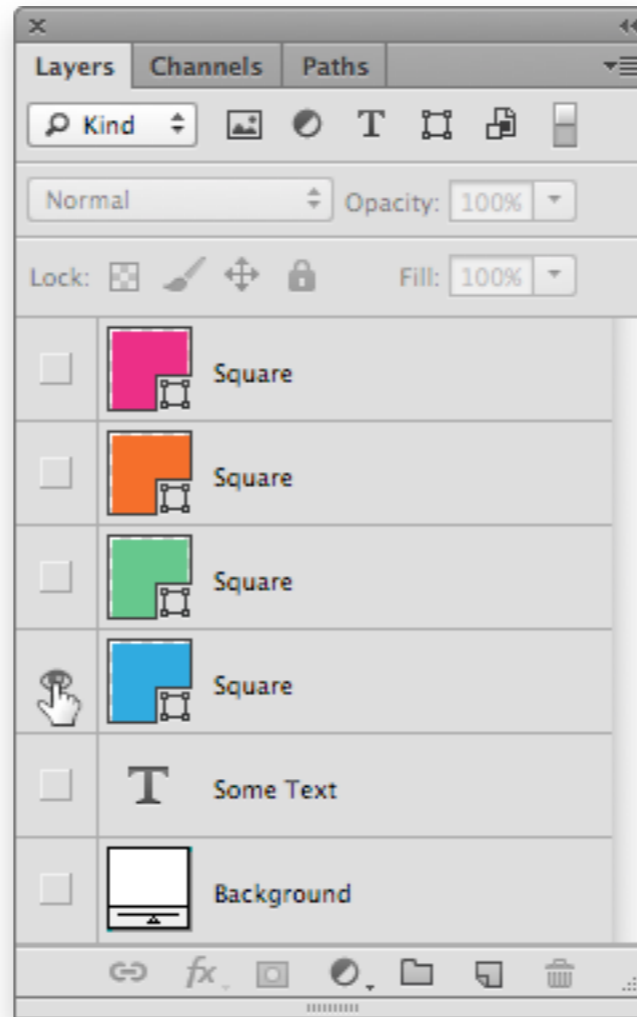 Layers Channels Paths
Kind T
Normal Opacity: 100%
Lock: Fill: 100%
Square
Square
Square
Square
T Some Text
Background
fx